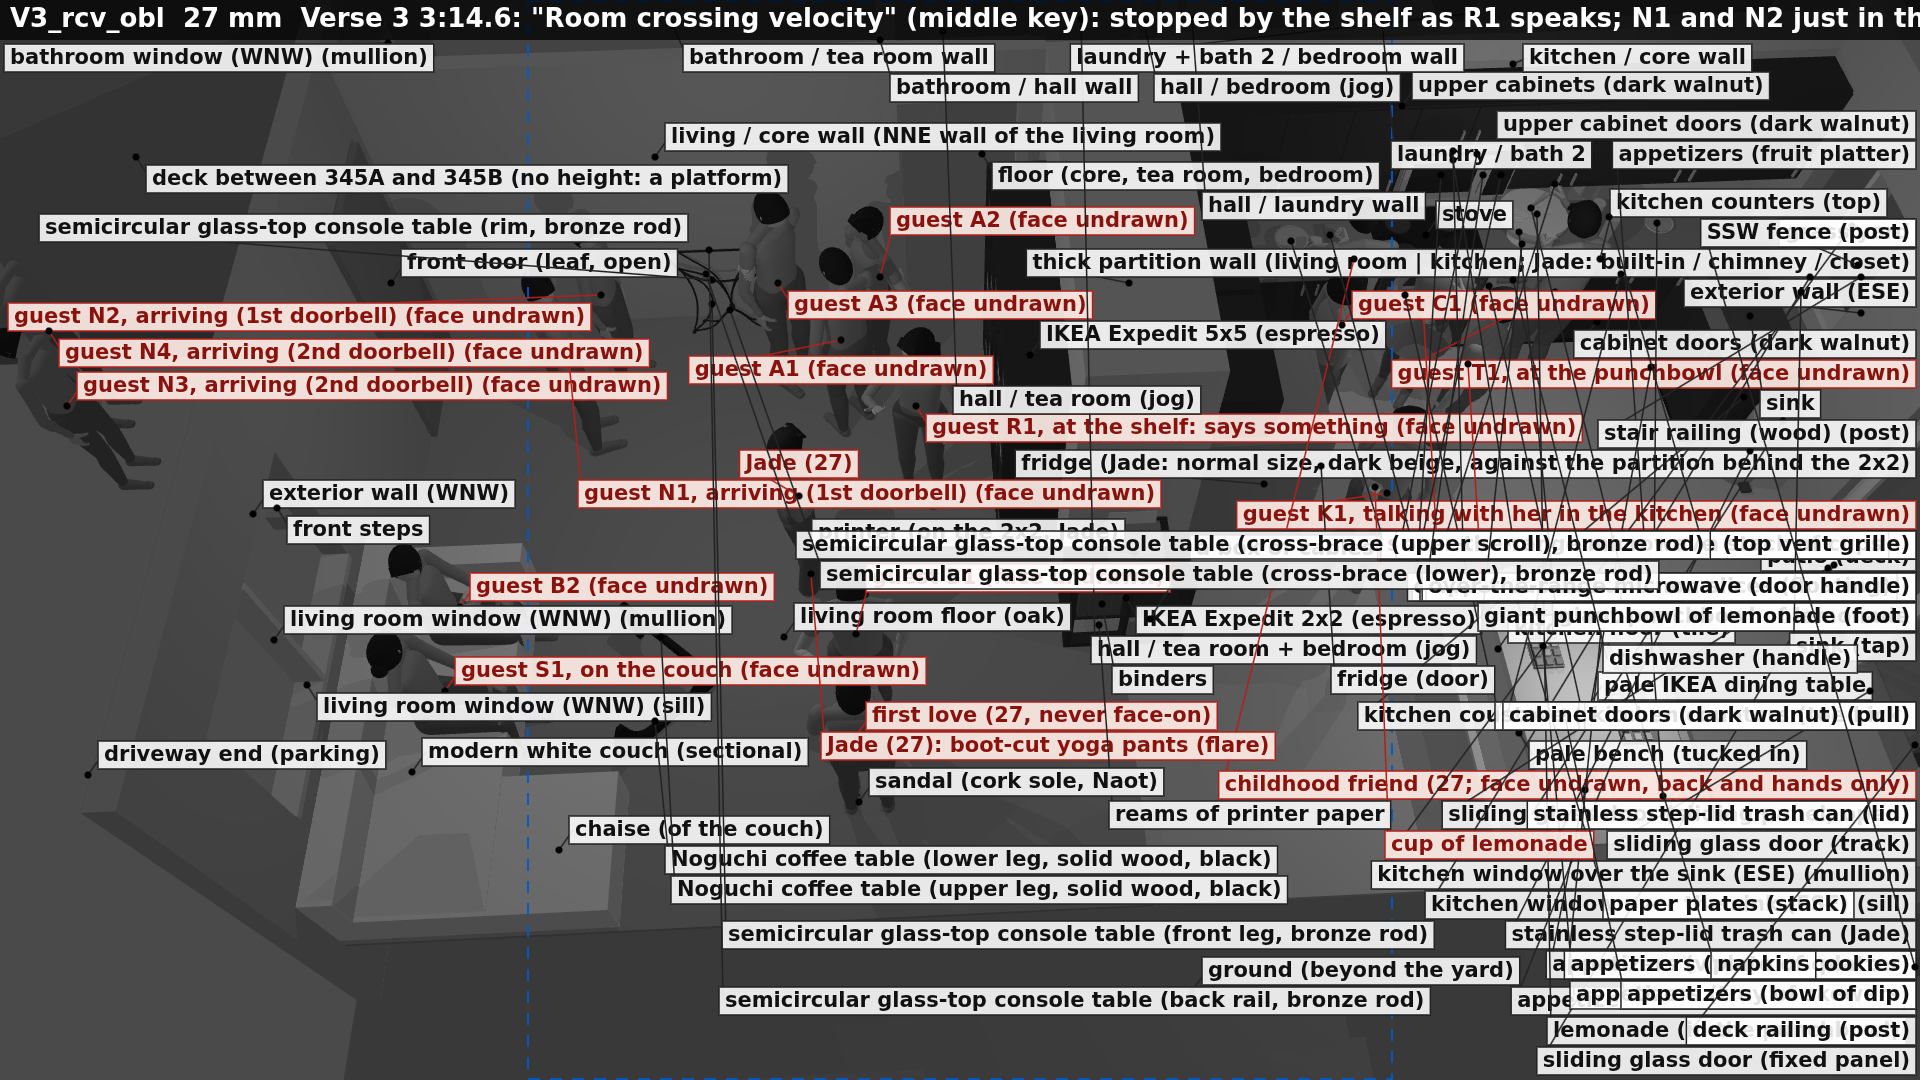 V3_rcv_obl 27 mm Verse 3 3:14.6: "Room crossing velocity" (middle key): stopped by the shelf as R1 speaks; N1 and N2 just in th
bathroom window (WNW) (mullion)
bathroom / tea room wall
laundry + bath 2 / bedroom wall
kitchen / core wall
bathroom / hall wall
hall / bedroom (jog)
upper cabinets (dark walnut)
upper cabinet doors (dark walnut)
living / core wall (NNE wall of the living room)
laundry / bath 2
appetizers (fruit platter)
deck between 345A and 345B (no height: a platform)
floor (core, tea room, bedroom)
hall / laundry wall
kitchen counters (top)
stove
guest A2 (face undrawn)
semicircular glass-top console table (rim, bronze rod)
SSW fence (post)
front door (leaf, open)
thick partition wall (living room | kitchen; Jade: built-in / chimney / closet)
exterior wall (ESE)
guest A3 (face undrawn)
guest C1 (face undrawn)
guest N2, arriving (1st doorbell) (face undrawn)
IKEA Expedit 5x5 (espresso)
cabinet doors (dark walnut)
guest N4, arriving (2nd doorbell) (face undrawn)
guest A1 (face undrawn)
guest T1, at the punchbowl (face undrawn)
guest N3, arriving (2nd doorbell) (face undrawn)
hall / tea room (jog)
sink
guest R1, at the shelf: says something (face undrawn)
stair railing (wood) (post)
Jade (27)
fridge (Jade: normal size, dark beige, against the partition behind the 2x2)
exterior wall (WNW)
guest N1, arriving (1st doorbell) (face undrawn)
guest K1, talking with her in the kitchen (face undrawn)
front steps
printer (on the 2x2, Jade)
semicircular glass-top console table (cross-brace (upper scroll), bronze rod)
(top vent grille)
semicircular glass-top console table (cross-brace (lower), bronze rod)
guest B2 (face undrawn)
over-the-range microwave (door handle)
living room window (WNW) (mullion)
living room floor (oak)
IKEA Expedit 2x2 (espresso)
giant punchbowl of lemonade (foot)
hall / tea room + bedroom (jog)
(tap)
dishwasher (handle)
guest S1, on the couch (face undrawn)
binders
fridge (door)
pale IKEA dining table
living room window (WNW) (sill)
first love (27, never face-on)
kitchen
cabinet doors (dark walnut) (pull)
Jade (27): boot-cut yoga pants (flare)
driveway end (parking)
modern white couch (sectional)
pale bench (tucked in)
sandal (cork sole, Naot)
childhood friend (27; face undrawn, back and hands only)
reams of printer paper
sliding
stainless step-lid trash can (lid)
chaise (of the couch)
cup of lemonade
sliding glass door (track)
Noguchi coffee table (lower leg, solid wood, black)
kitchen window over the sink (ESE) (mullion)
Noguchi coffee table (upper leg, solid wood, black)
kitchen window
paper plates (stack)
(sill)
semicircular glass-top console table (front leg, bronze rod)
stainless step-lid trash can (Jade)
ground (beyond the yard)
appetizers (
napkins
cookies)
semicircular glass-top console table (back rail, bronze rod)
appetizers (bowl of dip)
lemonade (
deck railing (post)
sliding glass door (fixed panel)